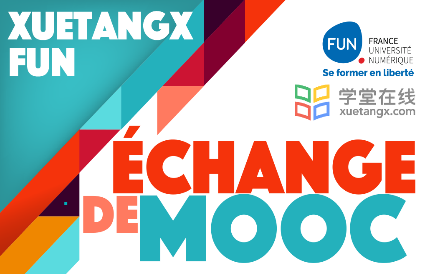 XUETANGX
FUN
FUN
FRANCE
UNIVERSITÉ
NUMÉRIQUE
Se former en liberté
学堂在线
xuetangx.com
ÉCHANGE
DE MOOC